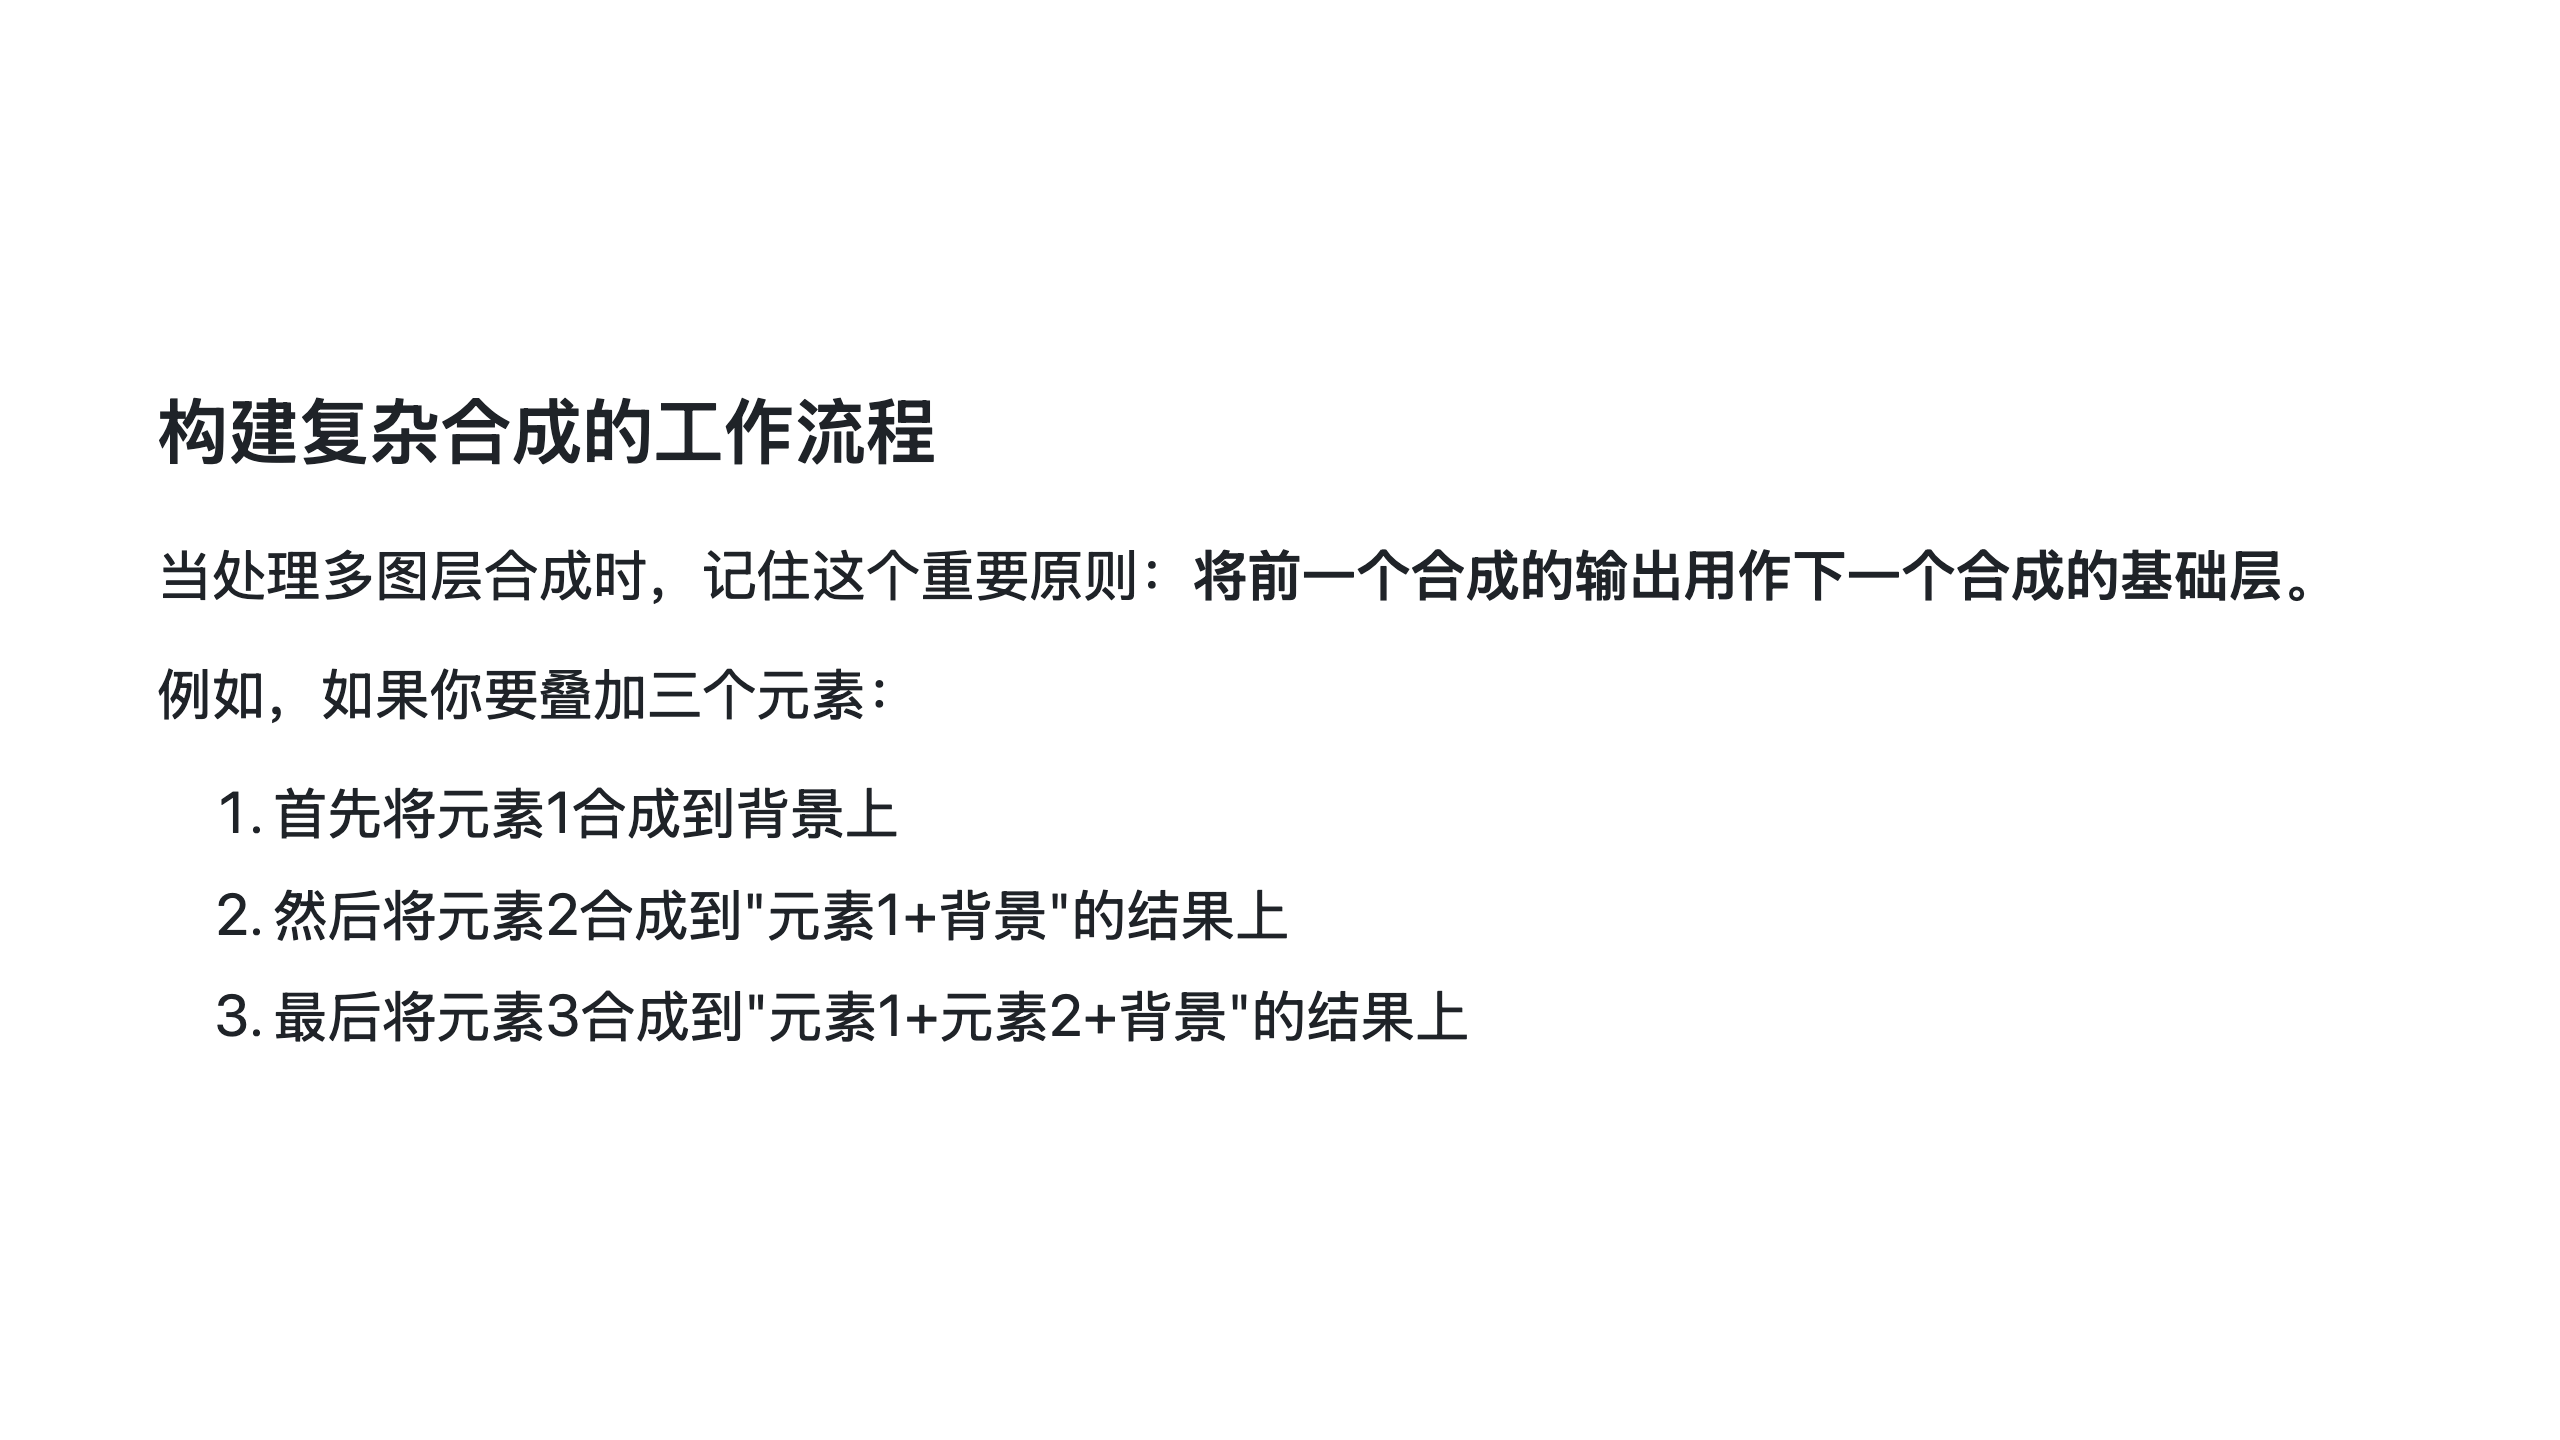 构建复杂合成的工作流程
当处理多图层合成时，记住这个重要原则：将前一个合成的输出用作下一个合成的基础层。
例如，如果你要叠加三个元素：
1. 首先将元素1合成到背景上
2. 然后将元素2合成到"元素1+背景"的结果上
3. 最后将元素3合成到"元素1+元素2+背景"的结果上